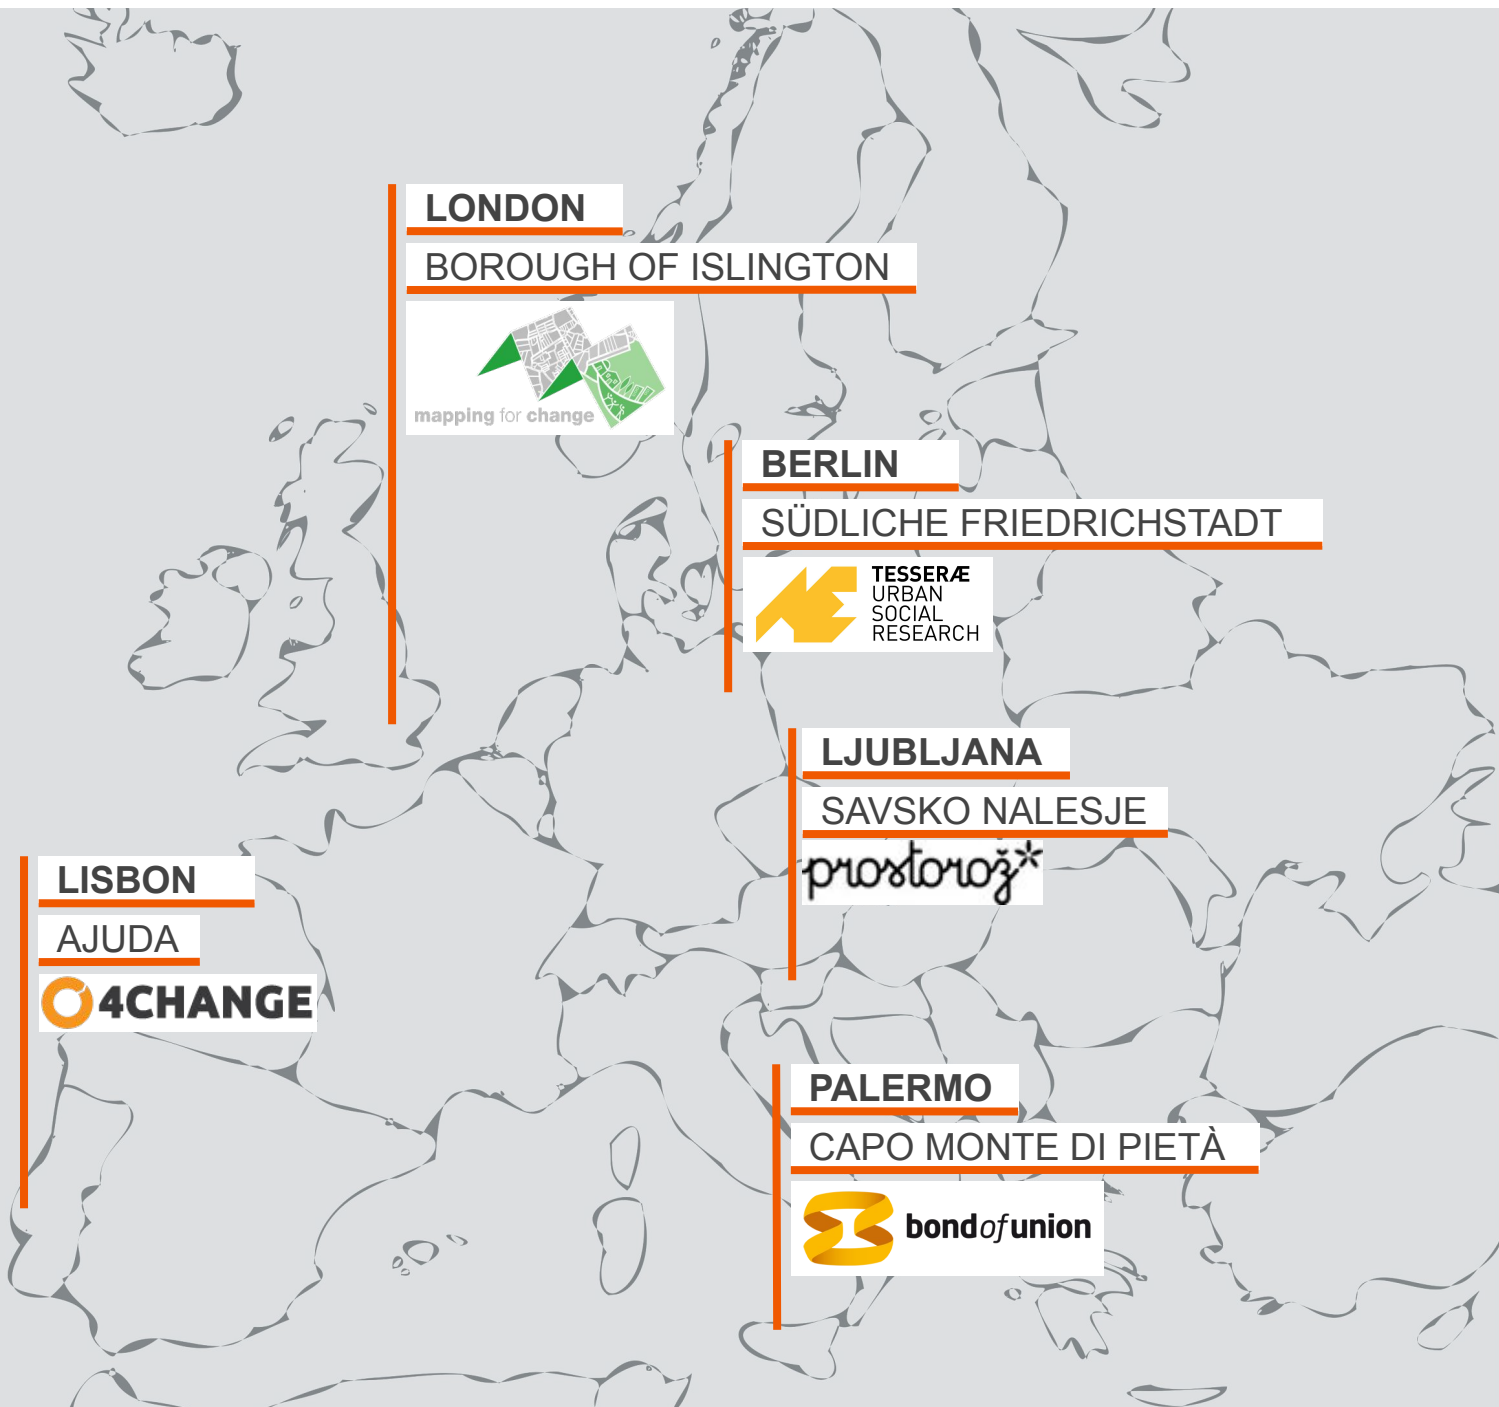 LONDON
BOROUGH OF ISLINGTON
mapping for change
BERLIN
SÜDLICHE FRIEDRICHSTADT
TESSERÆ
URBAN
SOCIAL
RESEARCH
LJUBLJANA
SAVSKO NALESJE
prostorož*
LISBON
AJUDA
4CHANGE
PALERMO
CAPO MONTE DI PIETÀ
bondofunion